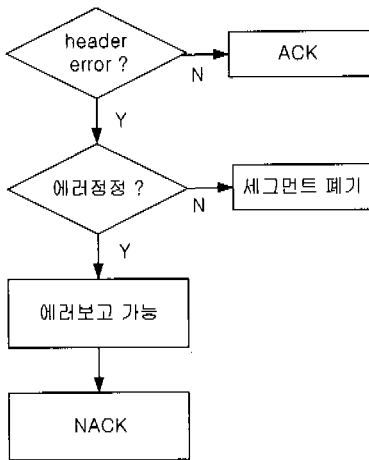 header
error ?
N
ACK
Y
에러정정 ?
N
세그먼트 폐기
Y
에러보고 가능
NACK